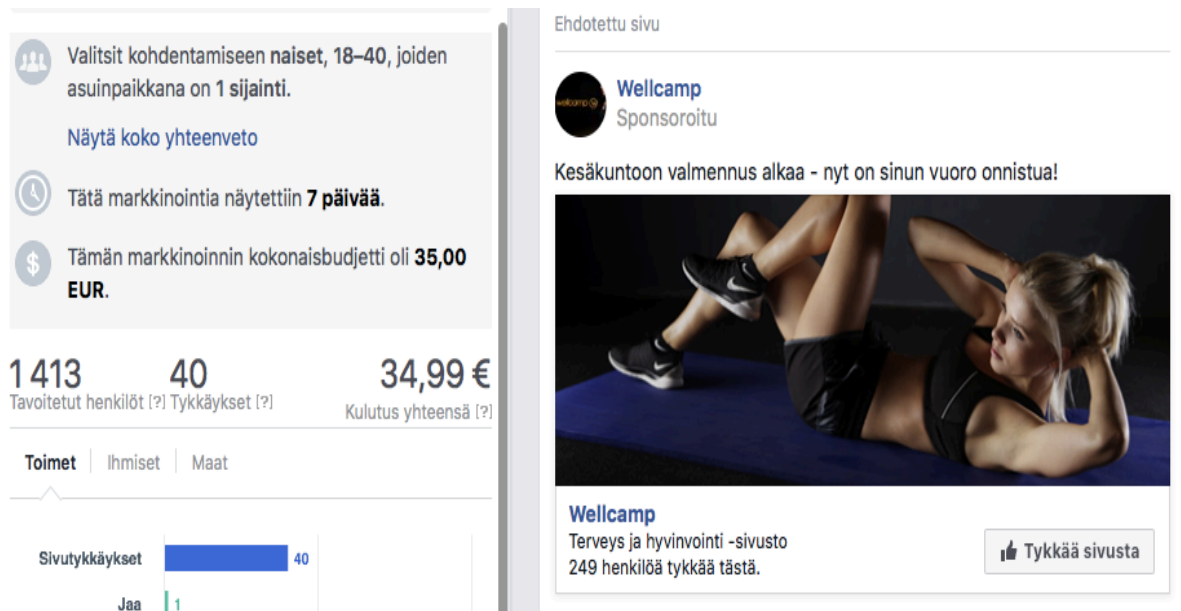 Valitsit kohdentamiseen naiset, 18–40, joiden
asuinpaikkana on 1 sijainti.
Näytä koko yhteenveto
Tätä markkinointia näytettiin 7 päivää.
Tämän markkinoinnin kokonaisbudjetti oli 35,00
EUR.
1 413
Tavoitetut henkilöt [?]
40
Tykkäykset [?]
34,99 €
Kulutus yhteensä [?]
Toimet
Ihmiset
Maat
Sivutykkäykset 40
Jaa 1
Ehdotettu sivu
wellcamp
Wellcamp
Sponsoroitu
Kesäkuntoon valmennus alkaa - nyt on sinun vuoro onnistua!
Wellcamp
Terveys ja hyvinvointi -sivusto
249 henkilöä tykkää tästä.
Tykkää sivusta